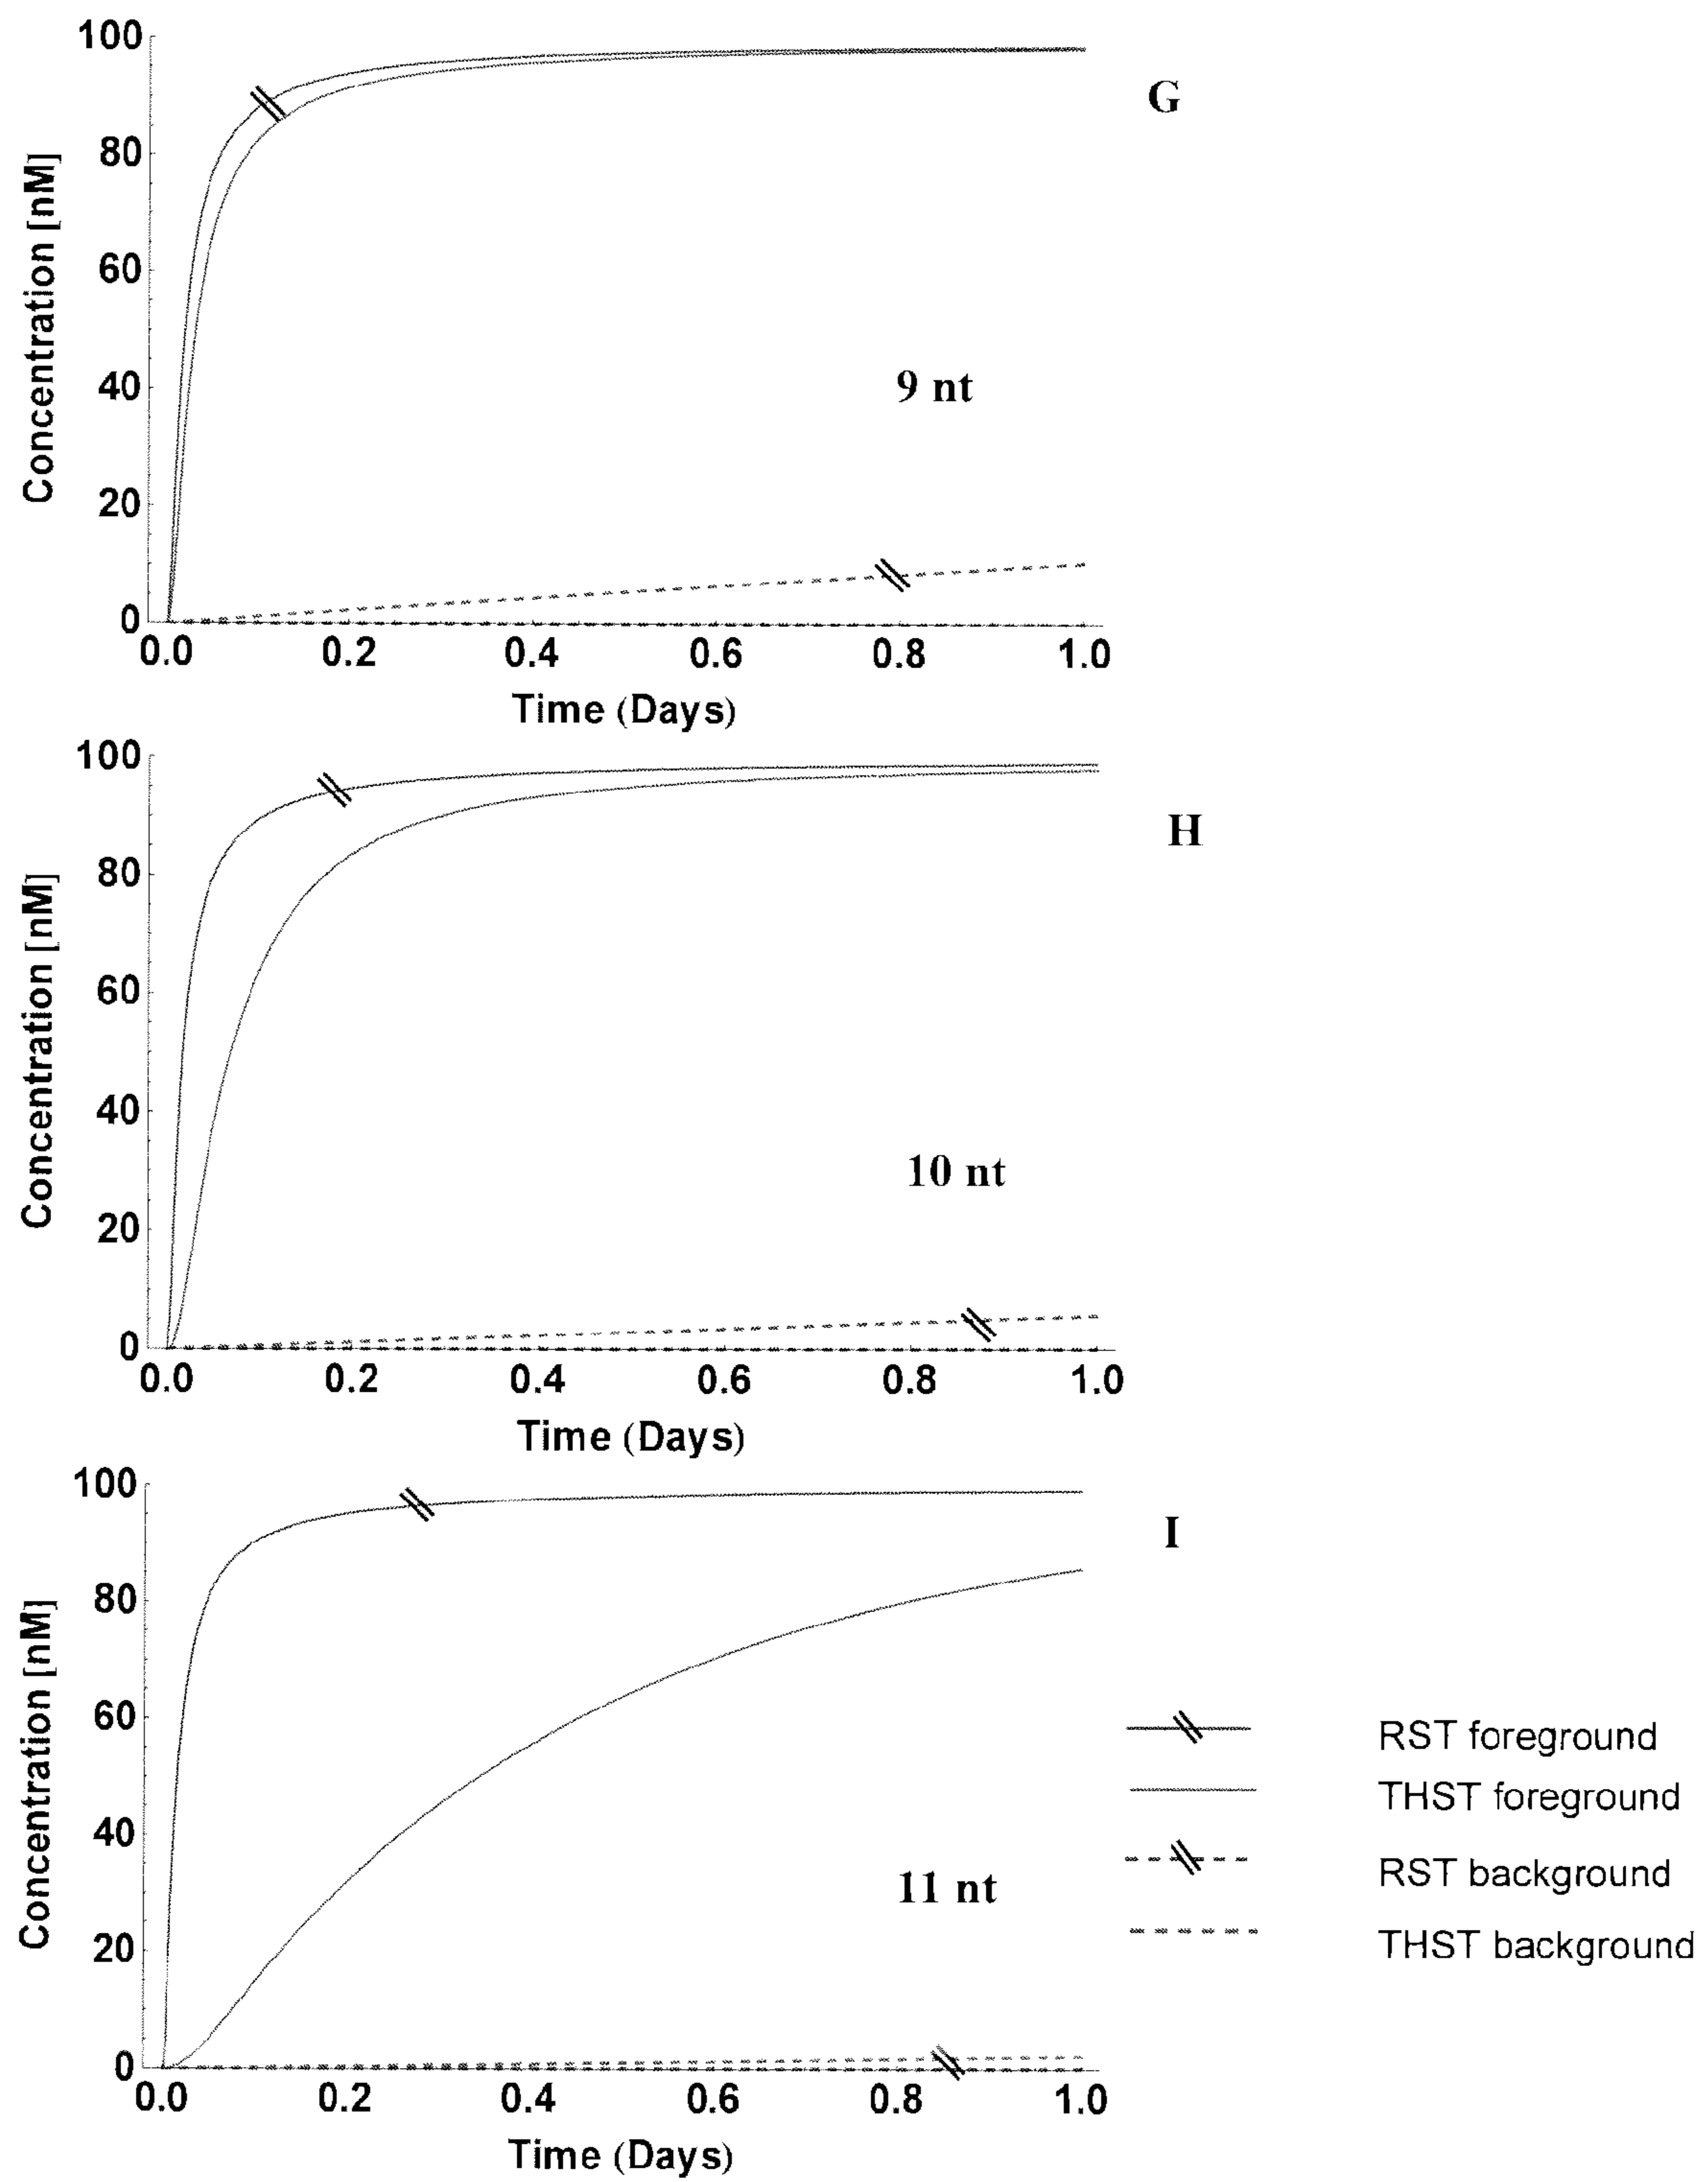 100
G
80
Concentration [nM]
60
40
9 nt
20
0
0.0 0.2 0.4 0.6 0.8 1.0
Time (Days)
100
H
80
Concentration [nM]
60
40
10 nt
20
0
0.0 0.2 0.4 0.6 0.8 1.0
Time (Days)
100
I
80
Concentration [nM]
60
40
11 nt
20
0
0.0 0.2 0.4 0.6 0.8 1.0
Time (Days)
RST foreground
THST foreground
RST background
THST background